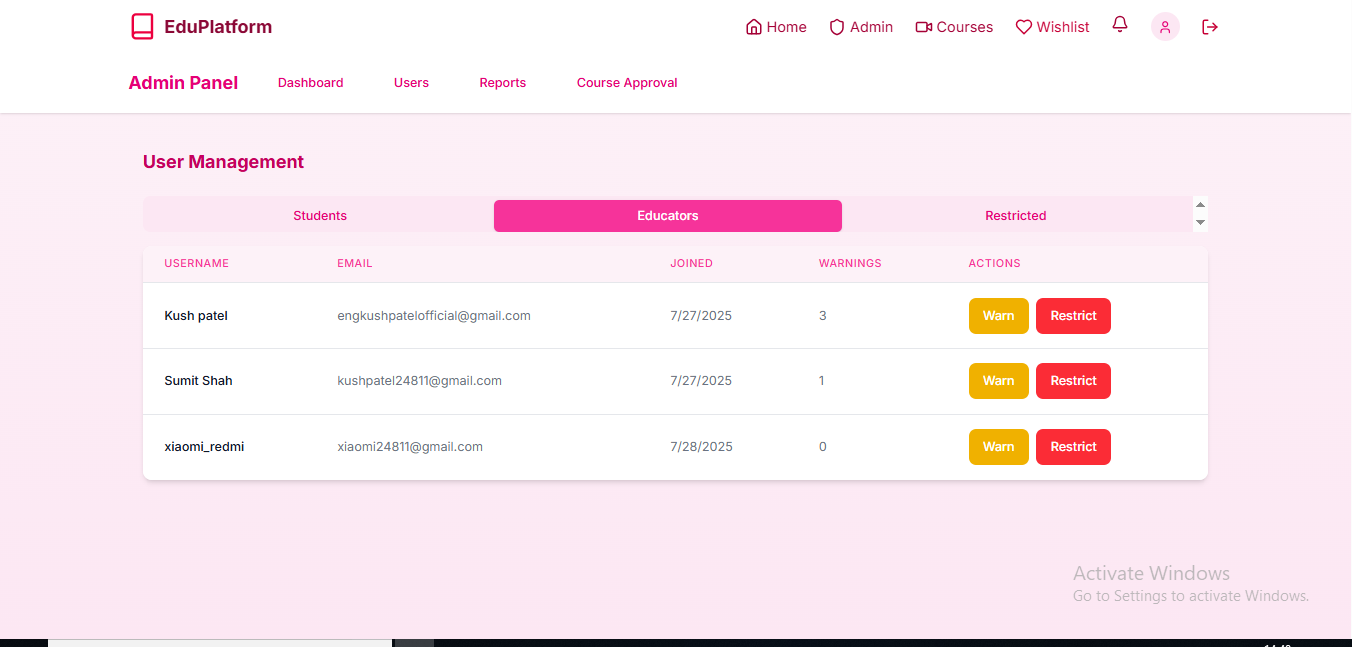 EduPlatform
Home Admin Courses Wishlist
Admin Panel Dashboard Users Reports Course Approval
User Management
Students Educators Restricted
USERNAME EMAIL JOINED WARNINGS ACTIONS
Kush patel engkushpatelofficial@gmail.com 7/27/2025 3 Warn Restrict
Sumit Shah kushpatel24811@gmail.com 7/27/2025 1 Warn Restrict
xiaomi_redmi xiaomi24811@gmail.com 7/28/2025 0 Warn Restrict
Activate Windows
Go to Settings to activate Windows.